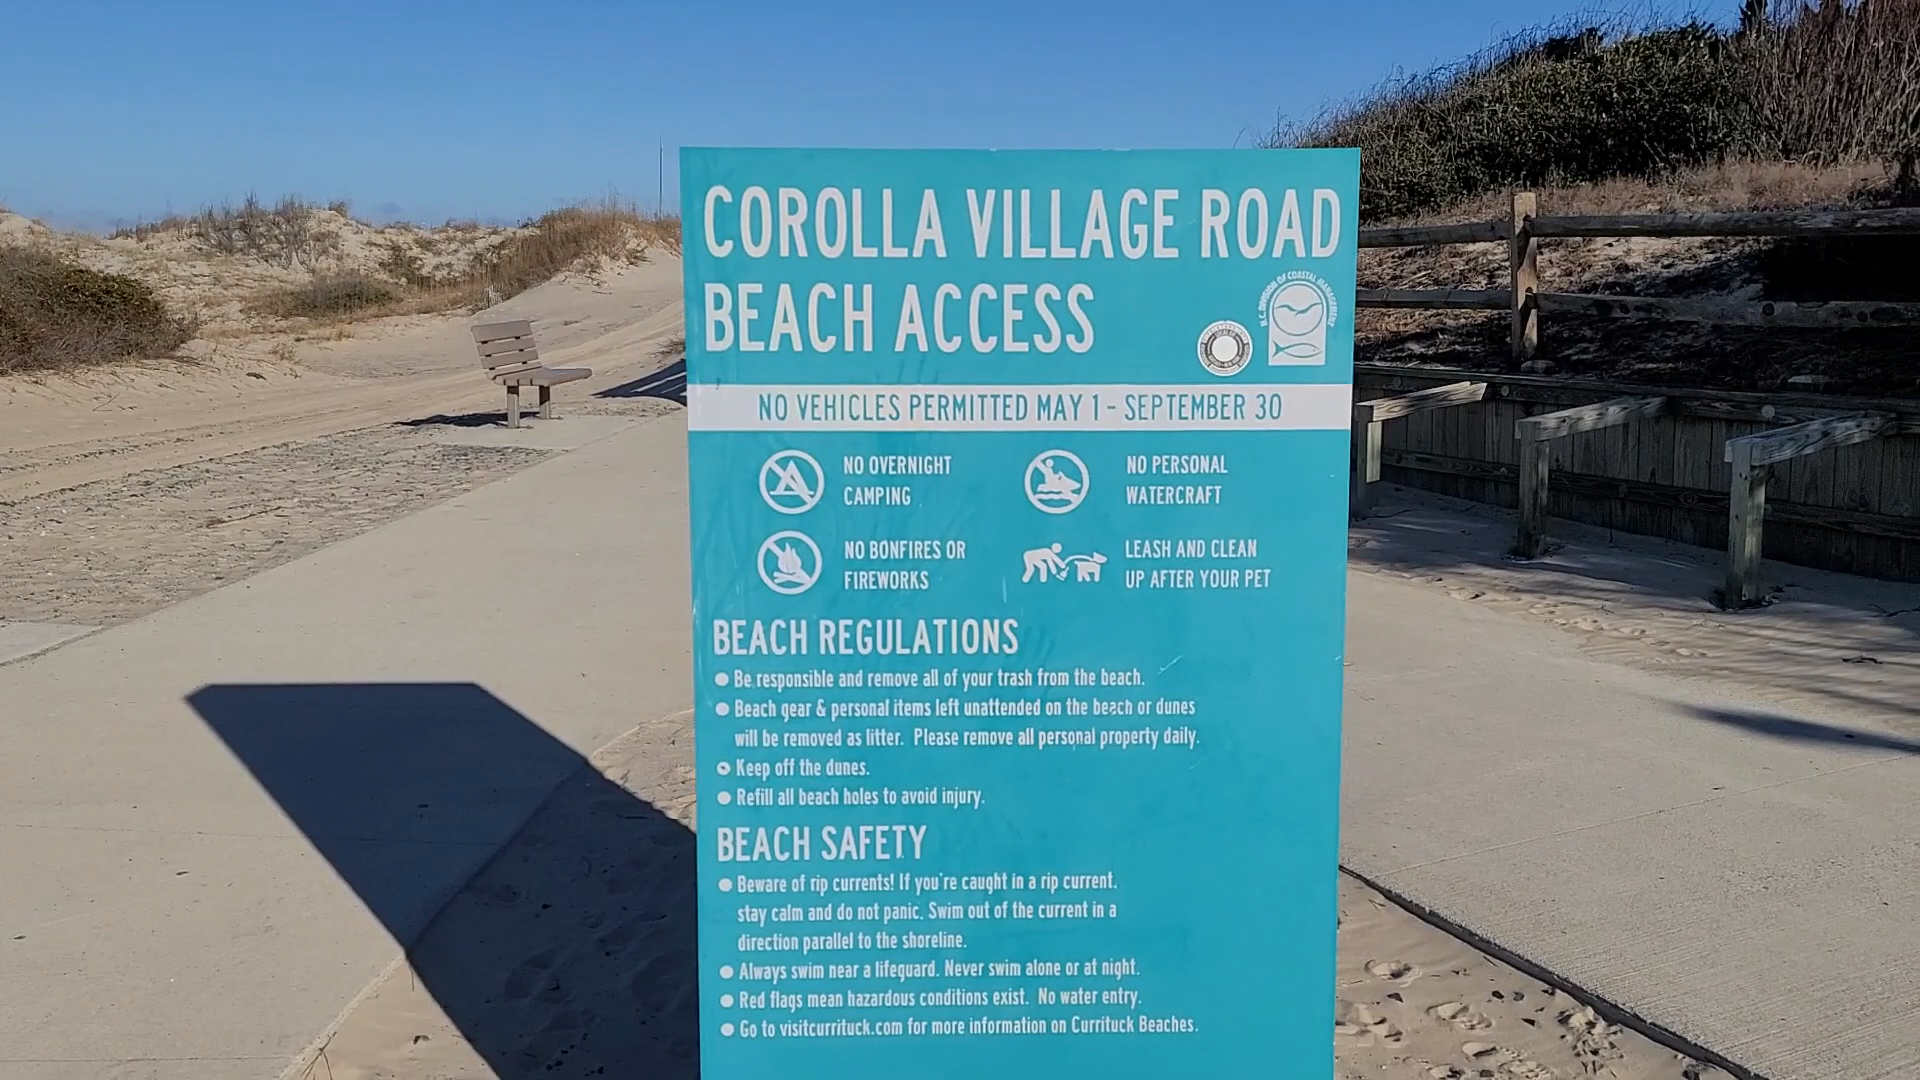 COROLLA VILLAGE ROAD
BEACH ACCESS
N.C. DIVISION OF COASTAL MANAGEMENT
NO VEHICLES PERMITTED MAY 1 - SEPTEMBER 30
NO OVERNIGHT
CAMPING
NO PERSONAL
WATERCRAFT
NO BONFIRES OR
FIREWORKS
LEASH AND CLEAN
UP AFTER YOUR PET
BEACH REGULATIONS
● Be responsible and remove all of your trash from the beach.
● Beach gear & personal items left unattended on the beach or dunes
will be removed as litter. Please remove all personal property daily.
● Keep off the dunes.
● Refill all beach holes to avoid injury.
BEACH SAFETY
● Beware of rip currents! If you're caught in a rip current,
stay calm and do not panic. Swim out of the current in a
direction parallel to the shoreline.
● Always swim near a lifeguard. Never swim alone or at night.
● Red flags mean hazardous conditions exist. No water entry.
● Go to visitcurrituck.com for more information on Currituck Beaches.